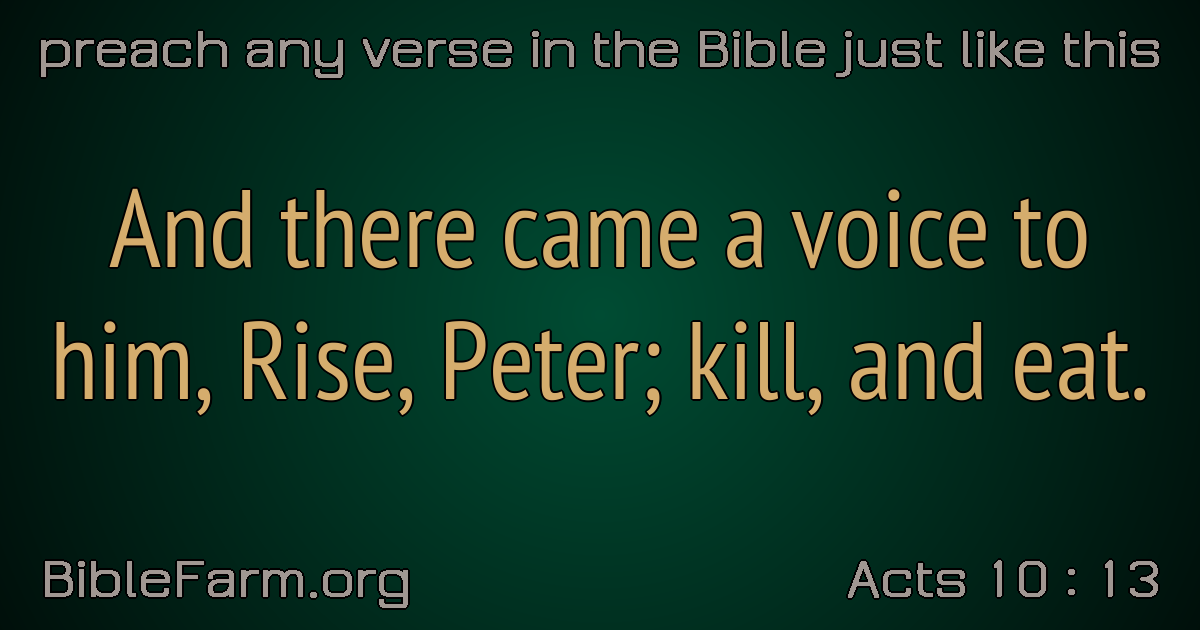 preach any verse in the Bible just like this
And there came a voice to
him, Rise, Peter; kill, and eat.
BibleFarm.org
Acts 10 : 13